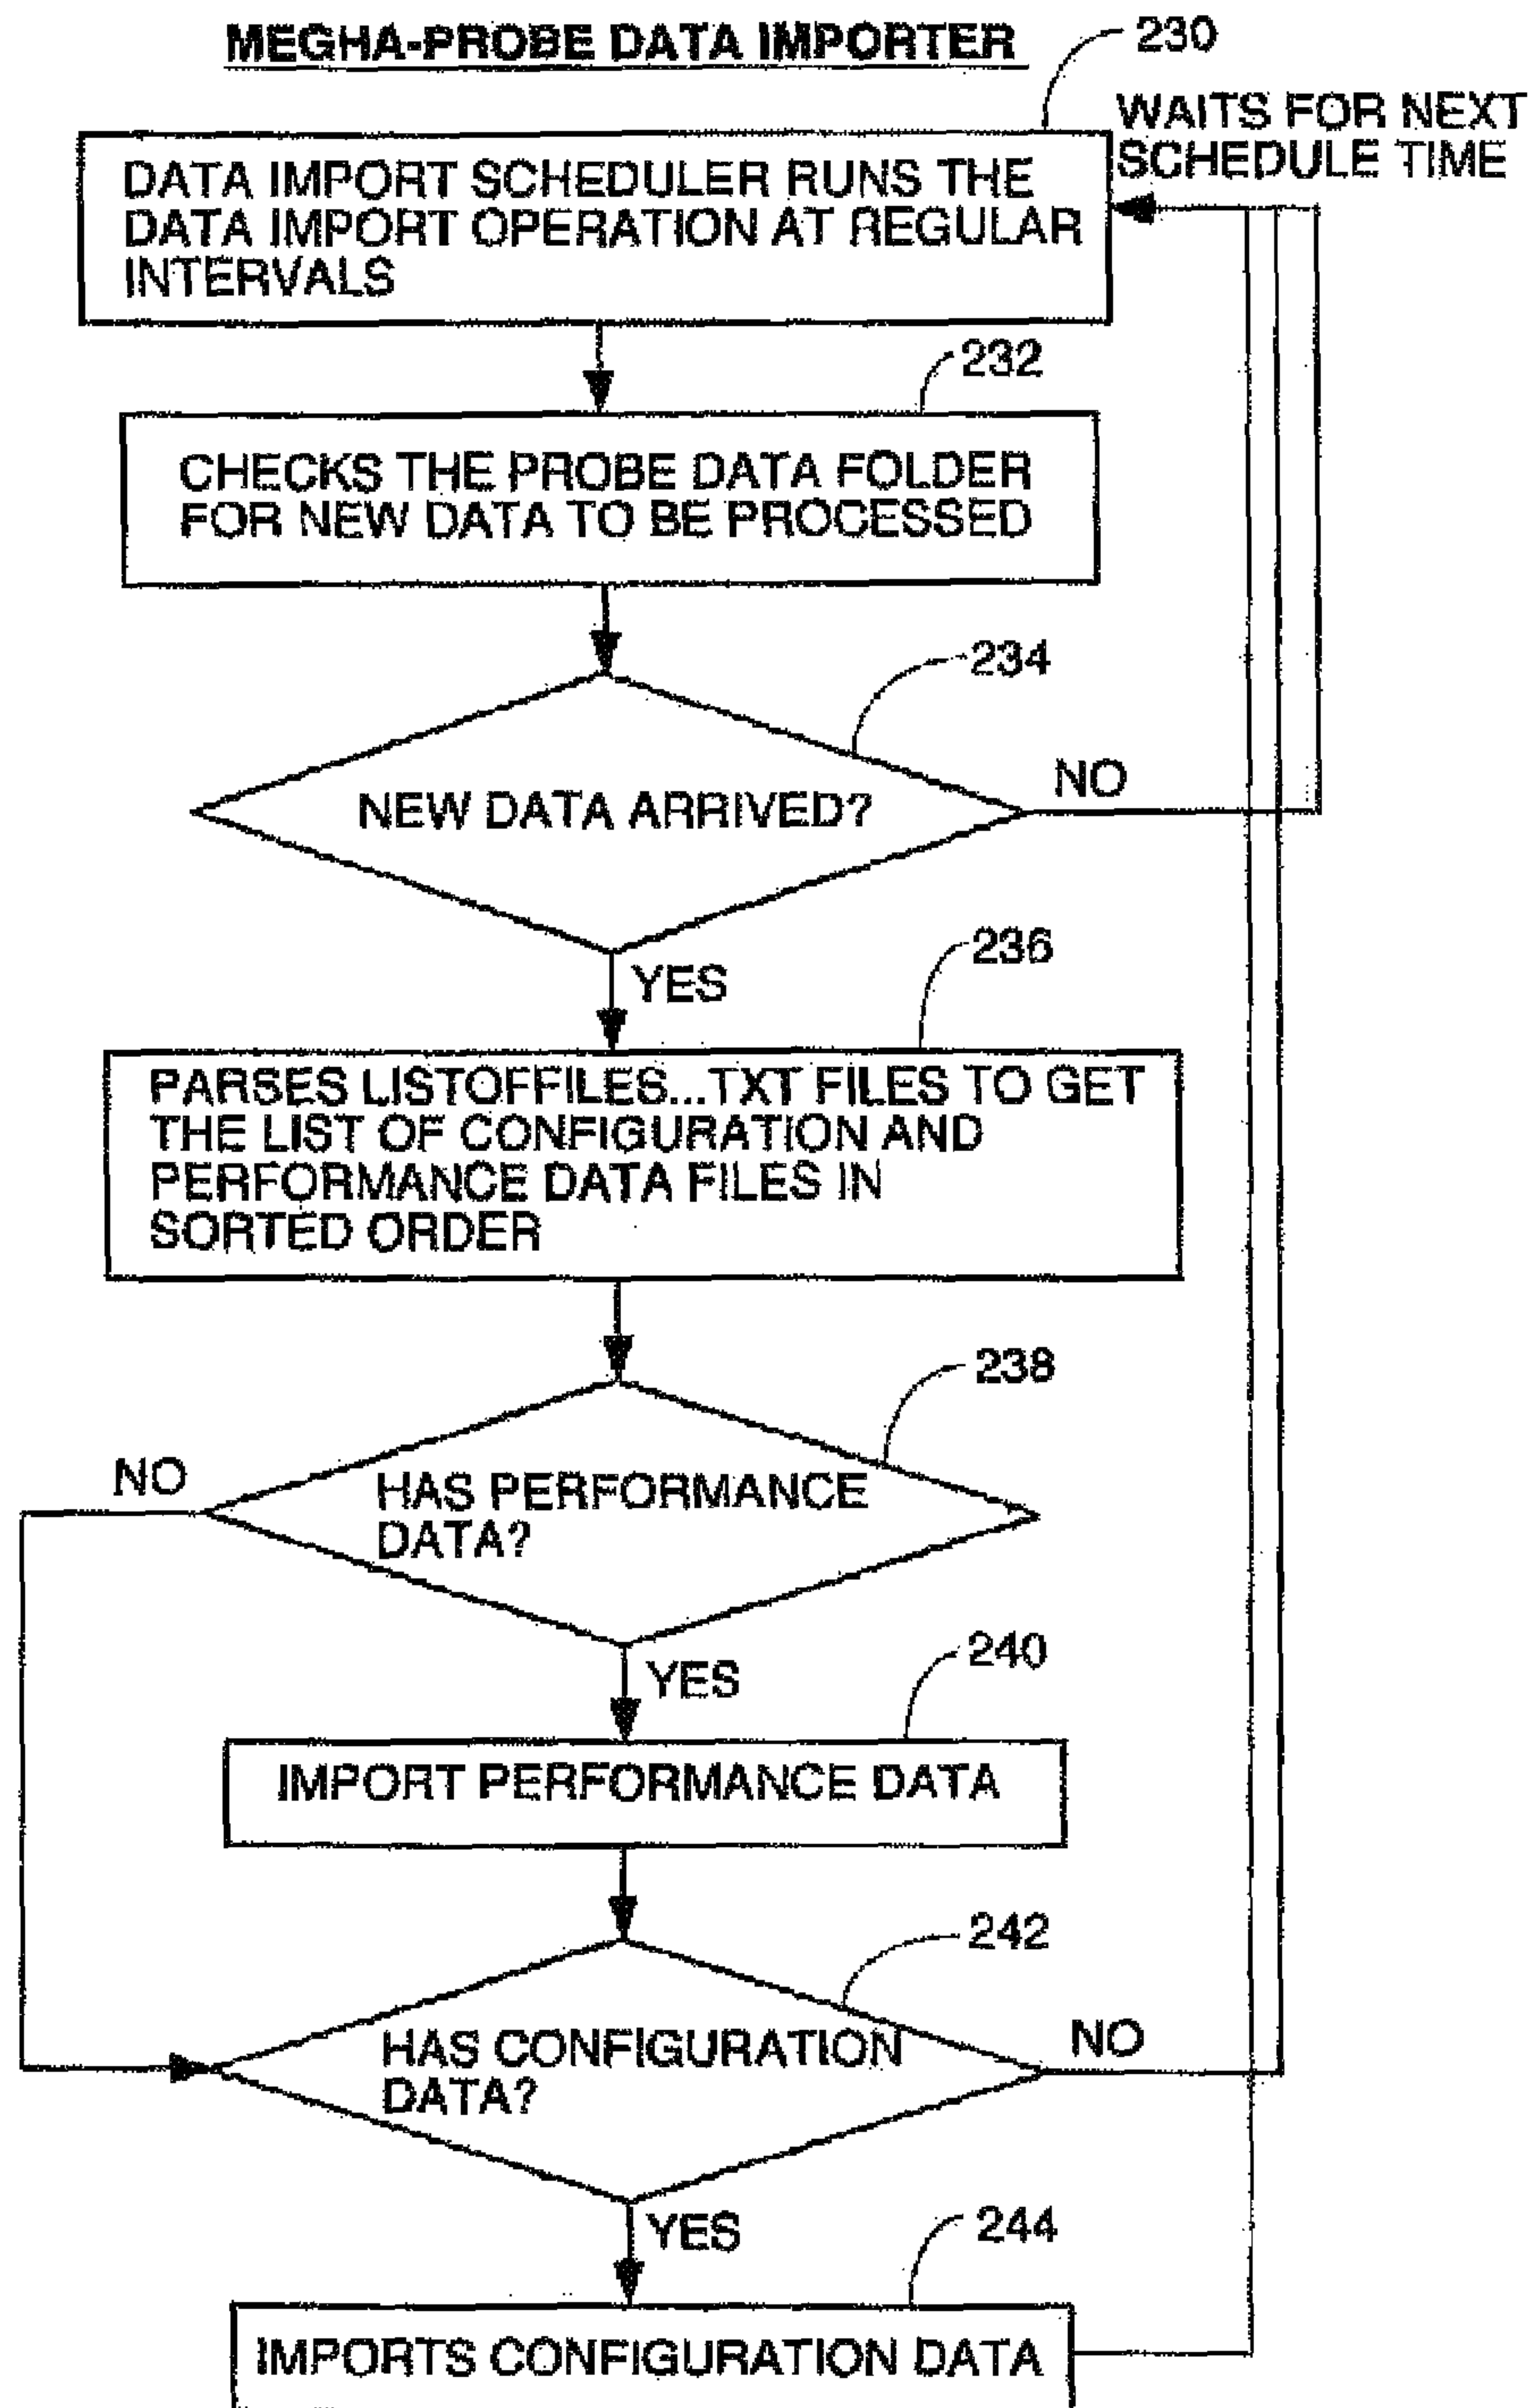 MEGHA-PROBE DATA IMPORTER
230
WAITS FOR NEXT
SCHEDULE TIME
DATA IMPORT SCHEDULER RUNS THE
DATA IMPORT OPERATION AT REGULAR
INTERVALS
232
CHECKS THE PROBE DATA FOLDER
FOR NEW DATA TO BE PROCESSED
234
NEW DATA ARRIVED?
NO
YES
236
PARSES LISTOFFILES...TXT FILES TO GET
THE LIST OF CONFIGURATION AND
PERFORMANCE DATA FILES IN
SORTED ORDER
238
NO
HAS PERFORMANCE
DATA?
YES
240
IMPORT PERFORMANCE DATA
242
HAS CONFIGURATION
DATA?
NO
YES
244
IMPORTS CONFIGURATION DATA